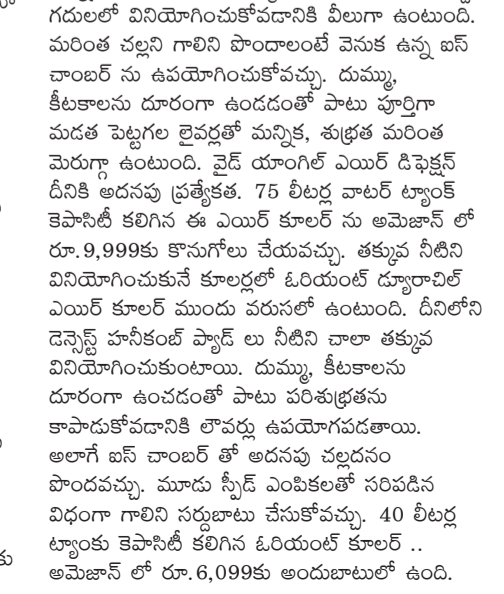 గదులలో వినియోగించుకోవడానికి వీలుగా ఉంటుంది.
మరింత చల్లని గాలిని పొందాలంటే వెనుక ఉన్న ఐస్
చాంబర్ ను ఉపయోగించుకోవచ్చు. దుమ్ము,
కీటకాలను దూరంగా ఉండడంతో పాటు పూర్తిగా
మడత పెట్టగల లైవర్లతో మన్నిక, శుభ్రత మరింత
మెరుగ్గా ఉంటుంది. వైడ్ యాంగిల్ ఎయిర్ డిఫెక్షన్
దీనికి అదనపు ప్రత్యేకత. 75 లీటర్ల వాటర్ ట్యాంక్
కెపాసిటీ కలిగిన ఈ ఎయిర్ కూలర్ ను అమెజాన్ లో
రూ.9,999కు కొనుగోలు చేయవచ్చు. తక్కువ నీటిని
వినియోగించుకునే కూలర్లలో ఓరియంట్ డ్యూరాచిల్
ఎయిర్ కూలర్ ముందు వరుసలో ఉంటుంది. దీనిలోని
డెన్సెస్ట్ హనీకంబ్ ప్యాడ్ లు నీటిని చాలా తక్కువ
వినియోగించుకుంటాయి. దుమ్ము, కీటకాలను
దూరంగా ఉంచడంతో పాటు పరిశుభ్రతను
కాపాడుకోవడానికి లౌవర్లు ఉపయోగపడతాయి.
అలాగే ఐస్ చాంబర్ తో అదనపు చల్లదనం
పొందవచ్చు. మూడు స్పీడ్ ఎంపికలతో సరిపడిన
విధంగా గాలిని సర్దుబాటు చేసుకోవచ్చు. 40 లీటర్ల
ట్యాంకు కెపాసిటీ కలిగిన ఓరియంట్ కూలర్ ..
అమెజాన్ లో రూ.6,099కు అందుబాటులో ఉంది.